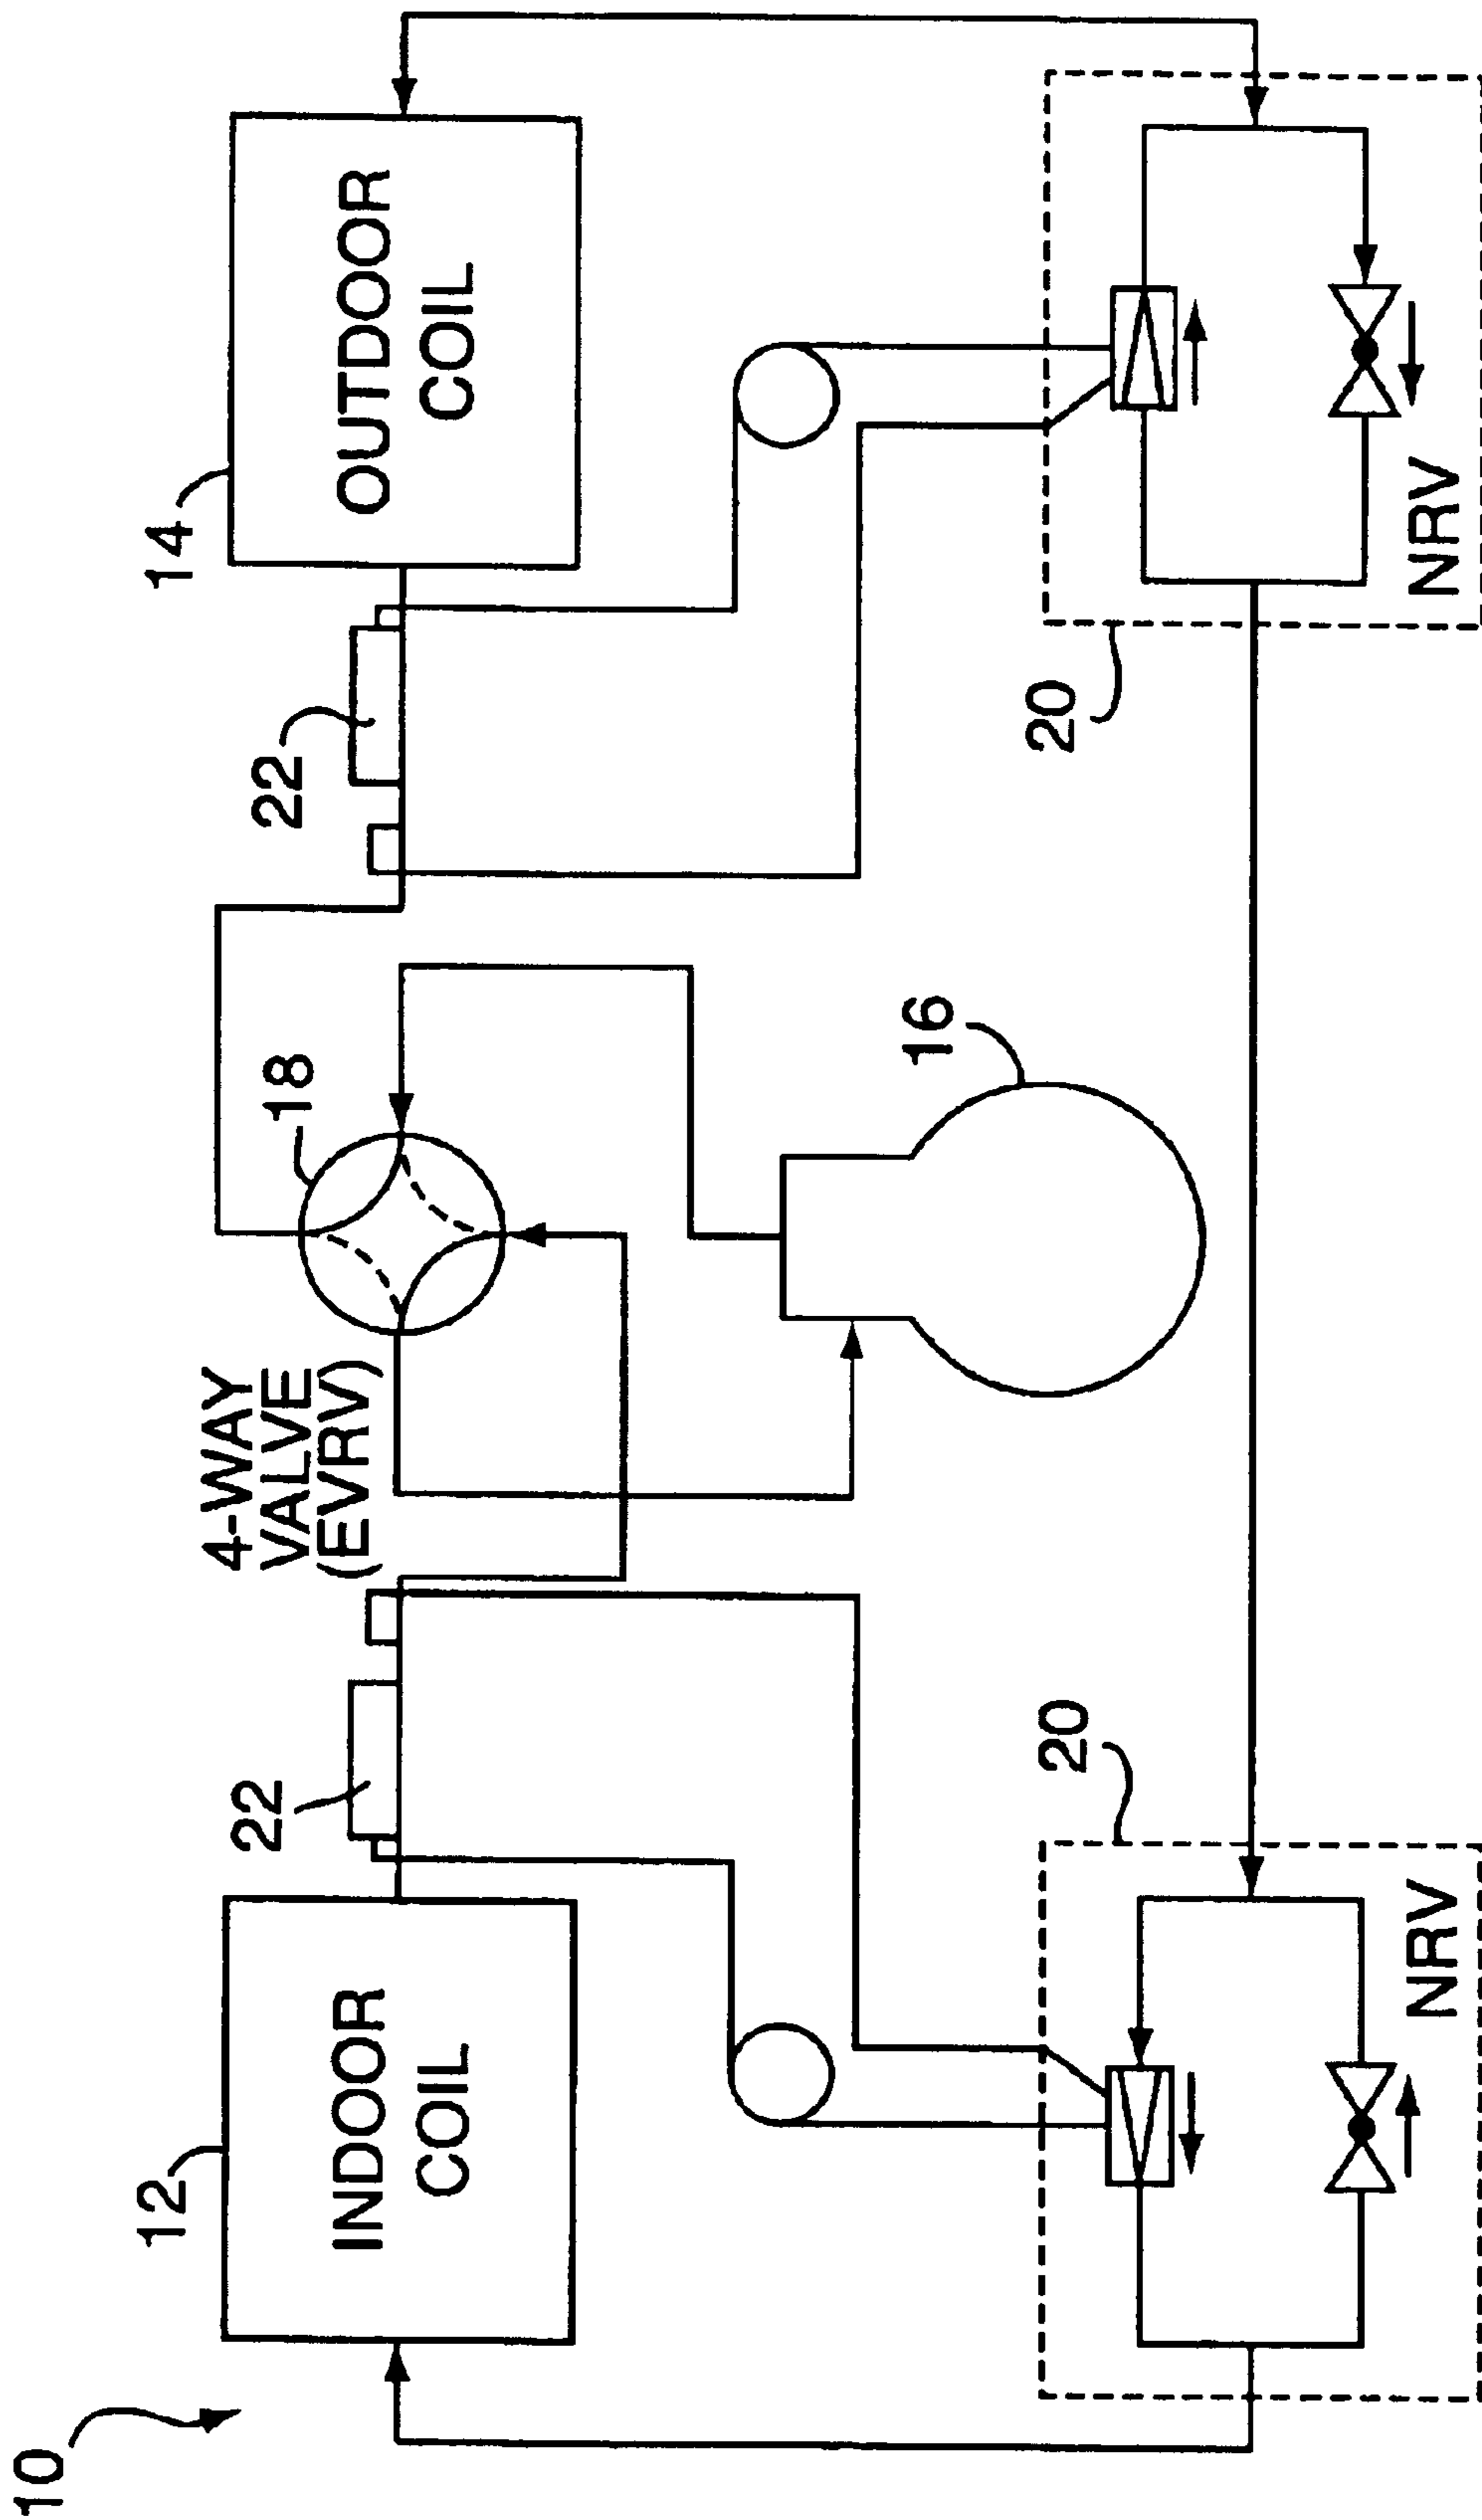 10
12
INDOOR
COIL
22
4-WAY
VALVE
(EVRV)
18
16
22
14
OUTDOOR
COIL
20
NRV
20
NRV